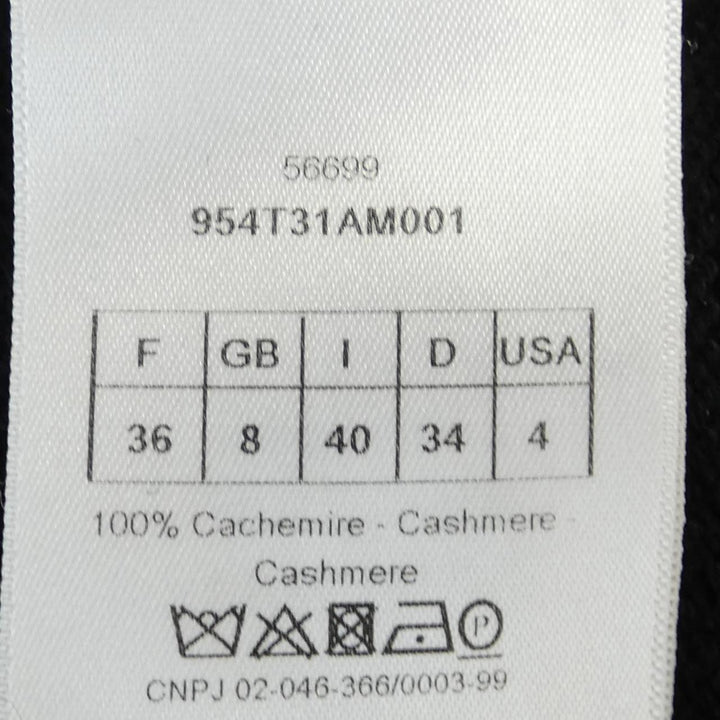 56699
954T31AM001
F GB I D USA
36 8 40 34 4
100% Cachemire - Cashmere -
Cashmere
P
CNPJ 02-046-366/0003-99